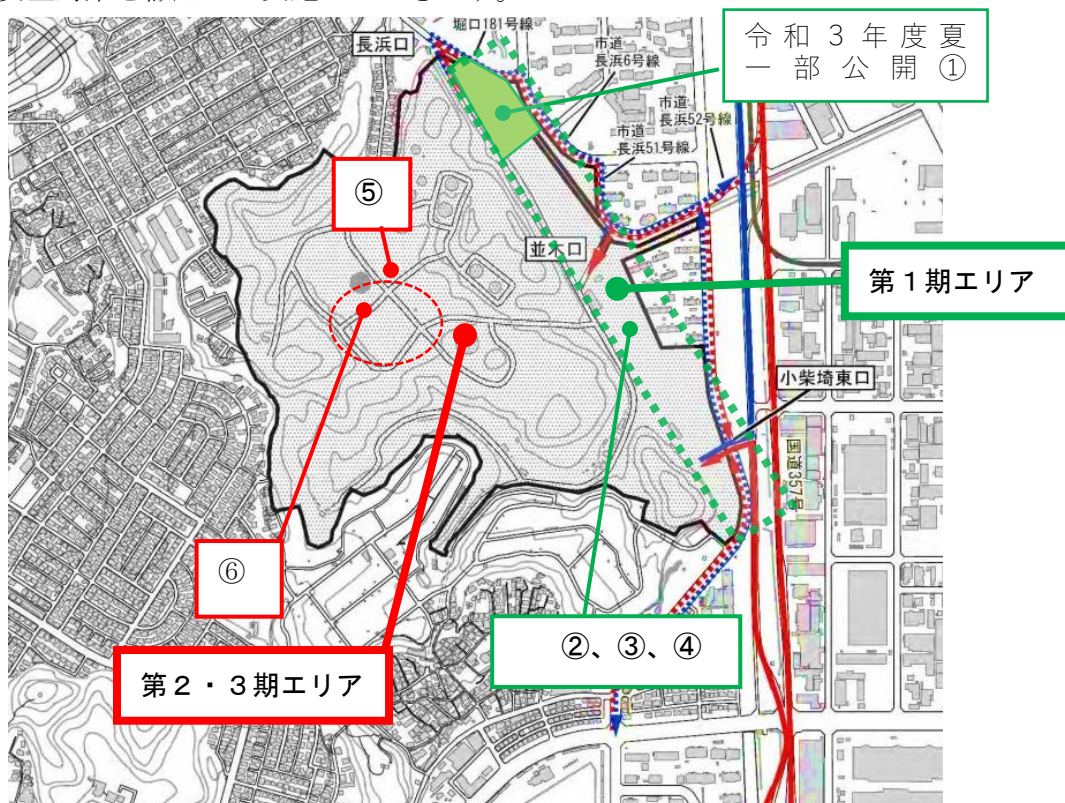 堀口181号線
長浜口
市道
長浜6号線
令和3年度夏
一部公開①
市道
長浜52号線
市道
長浜51号線
⑤
並木口
第1期エリア
小柴埼東口
国道357号
⑥
②、③、④
第2・3期エリア